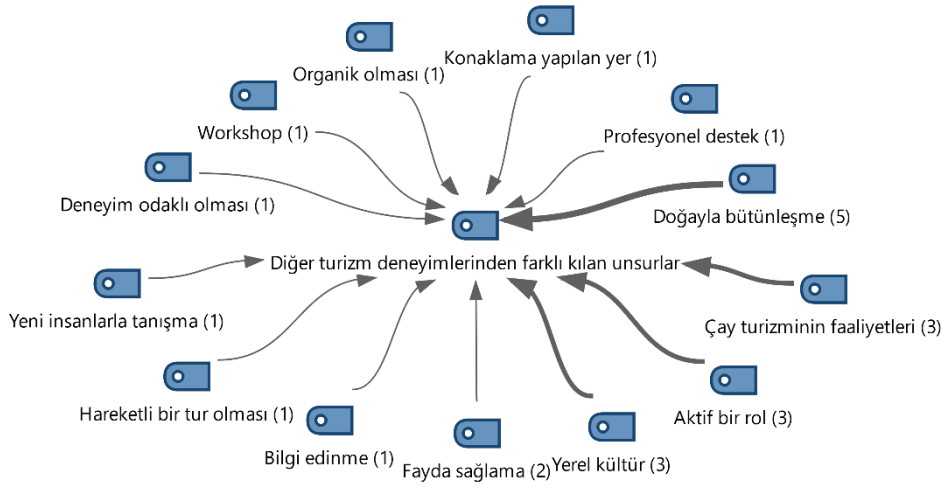 Konaklama yapılan yer (1)
Organik olması (1)
Workshop (1)
Profesyonel destek (1)
Deneyim odaklı olması (1)
Doğayla bütünleşme (5)
Diğer turizm deneyimlerinden farklı kılan unsurlar
Yeni insanlarla tanışma (1)
Çay turizminin faaliyetleri (3)
Hareketli bir tur olması (1)
Aktif bir rol (3)
Bilgi edinme (1)
Fayda sağlama (2)
Yerel kültür (3)